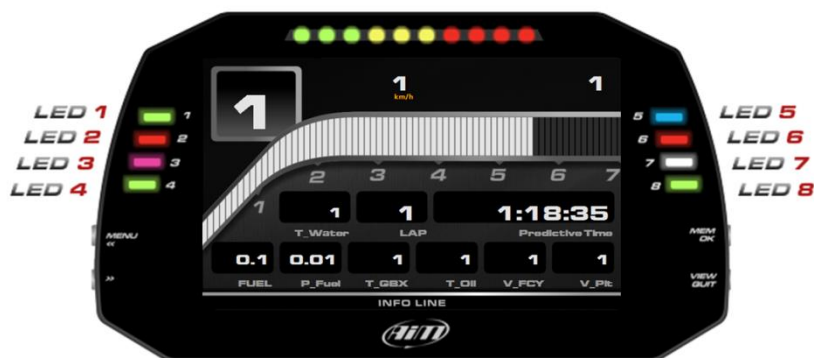 1 1 1
km/h
LED 1 1 5 LED 5
LED 2 2 6 LED 6
LED 3 3 7 LED 7
LED 4 4 8 LED 8
1 2 3 4 5 6 7
1 1 1:18:35
T_Water LAP Predictive Time
MENU
<<
MEM
OK
0.1 0.01 1 1 1 1
FUEL P_Fuel T_GBX T_Oil V_FCY V_Pit
>>
VIEW
QUIT
INFO LINE
AiM